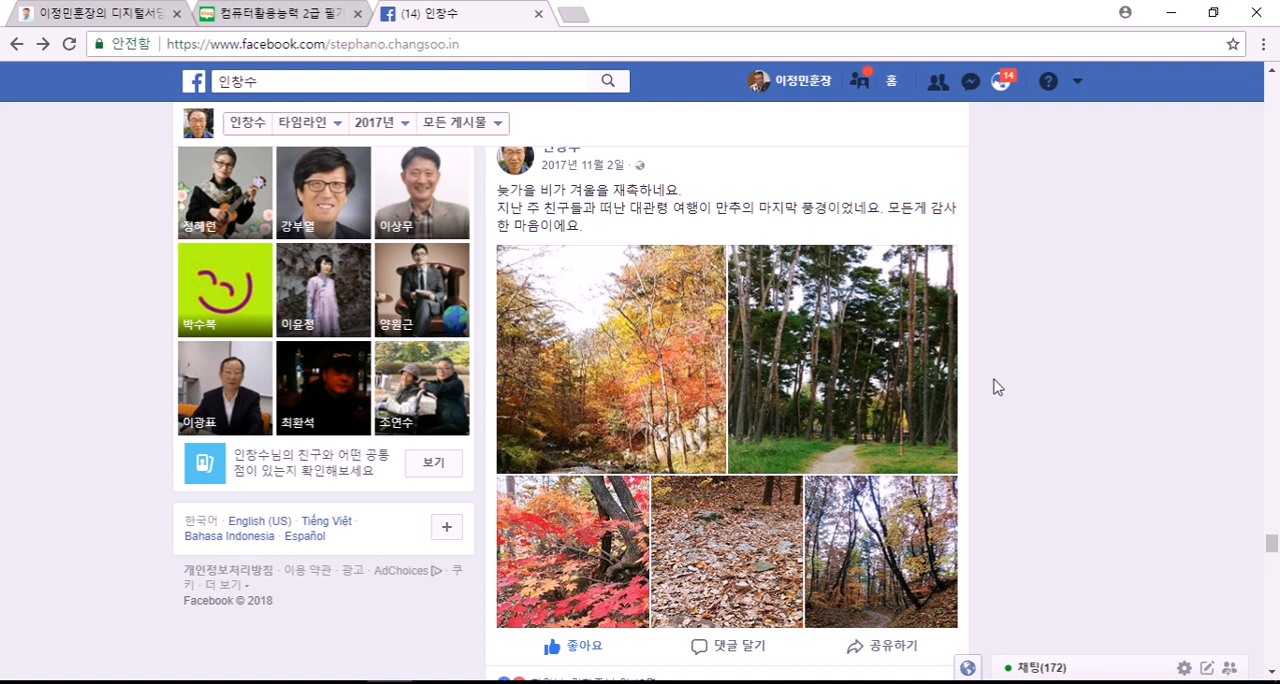 이정민훈장의 디지털서당
컴퓨터활용능력 2급 필기
(14) 인창수
안전함
https://www.facebook.com/stephano.changsoo.in
인창수
이정민훈장
홈
14
인창수
타임라인
2017년
모든 게시물
정혜련
강부열
이상무
박수복
이윤정
양원근
이광표
최환석
조연수
인창수님의 친구와 어떤 공통
점이 있는지 확인해보세요
보기
한국어 · English (US) · Tiếng Việt ·
Bahasa Indonesia · Español
개인정보처리방침 · 이용 약관 · 광고 · AdChoices · 쿠
키 · 더 보기
Facebook © 2018
인창수
2017년 11월 2일 ·
늦가을 비가 겨울을 재촉하네요.
지난 주 친구들과 떠난 대관령 여행이 만추의 마지막 풍경이었네요. 모든게 감사
한 마음이에요.
좋아요
댓글 달기
공유하기
채팅(172)